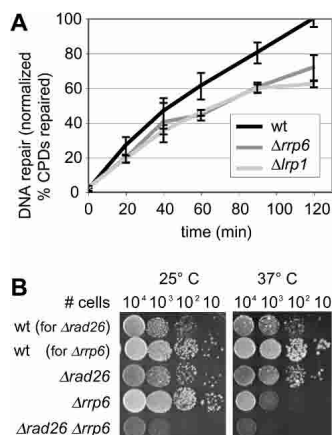 A
DNA repair (normalized
% CPDs repaired)
100
80
60
40
20
0
wt
Δrrp6
Δlrp1
0 20 40 60 80 100 120
time (min)
B
25° C 37° C
# cells 10⁴ 10³ 10² 10 10⁴ 10³ 10² 10
wt (for Δrad26)
wt (for Δrrp6)
Δrad26
Δrrp6
Δrad26 Δrrp6